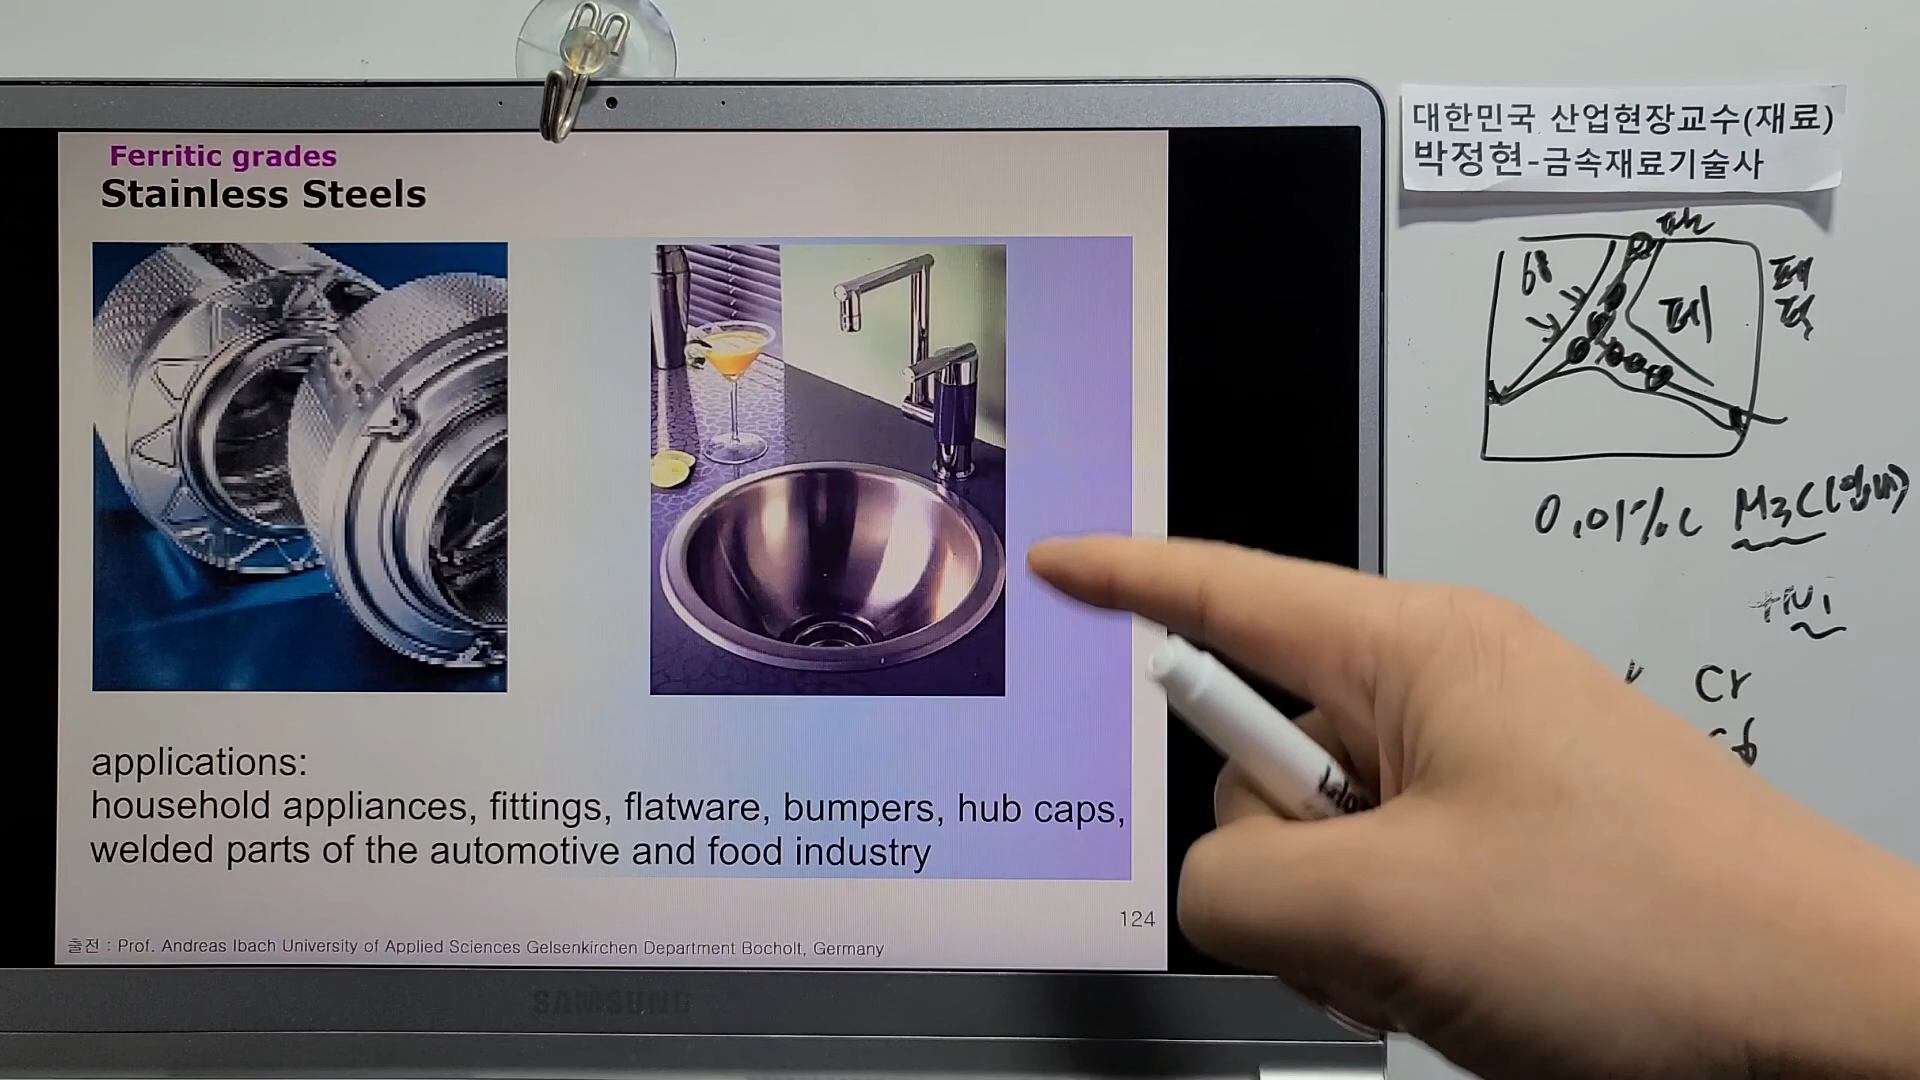 Ferritic grades
Stainless Steels
applications:
household appliances, fittings, flatware, bumpers, hub caps,
welded parts of the automotive and food industry
124
출전 : Prof. Andreas Ibach University of Applied Sciences Gelsenkirchen Department Bocholt, Germany
SAMSUNG
대한민국 산업현장교수(재료)
박정현-금속재료기술사
페
페
0.01%C M3C
+Ni
Cr